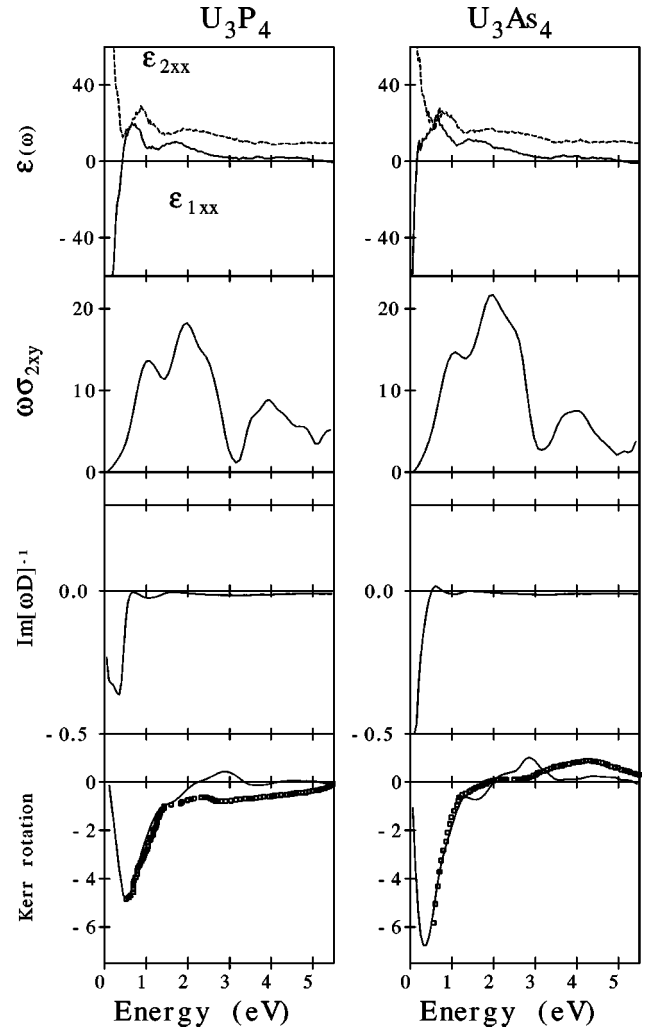 U₃P₄ U₃As₄
ε(ω)
40
0
- 40
ε₂xx
ε₁xx
40
0
- 40
ωσ₂xy
20
10
0
20
10
0
Im[ωD]⁻¹
0.0
- 0.5
0.0
- 0.5
Kerr rotation
0
- 2
- 4
- 6
0
- 2
- 4
- 6
0 1 2 3 4 5
0 1 2 3 4 5
Energy (eV) Energy (eV)